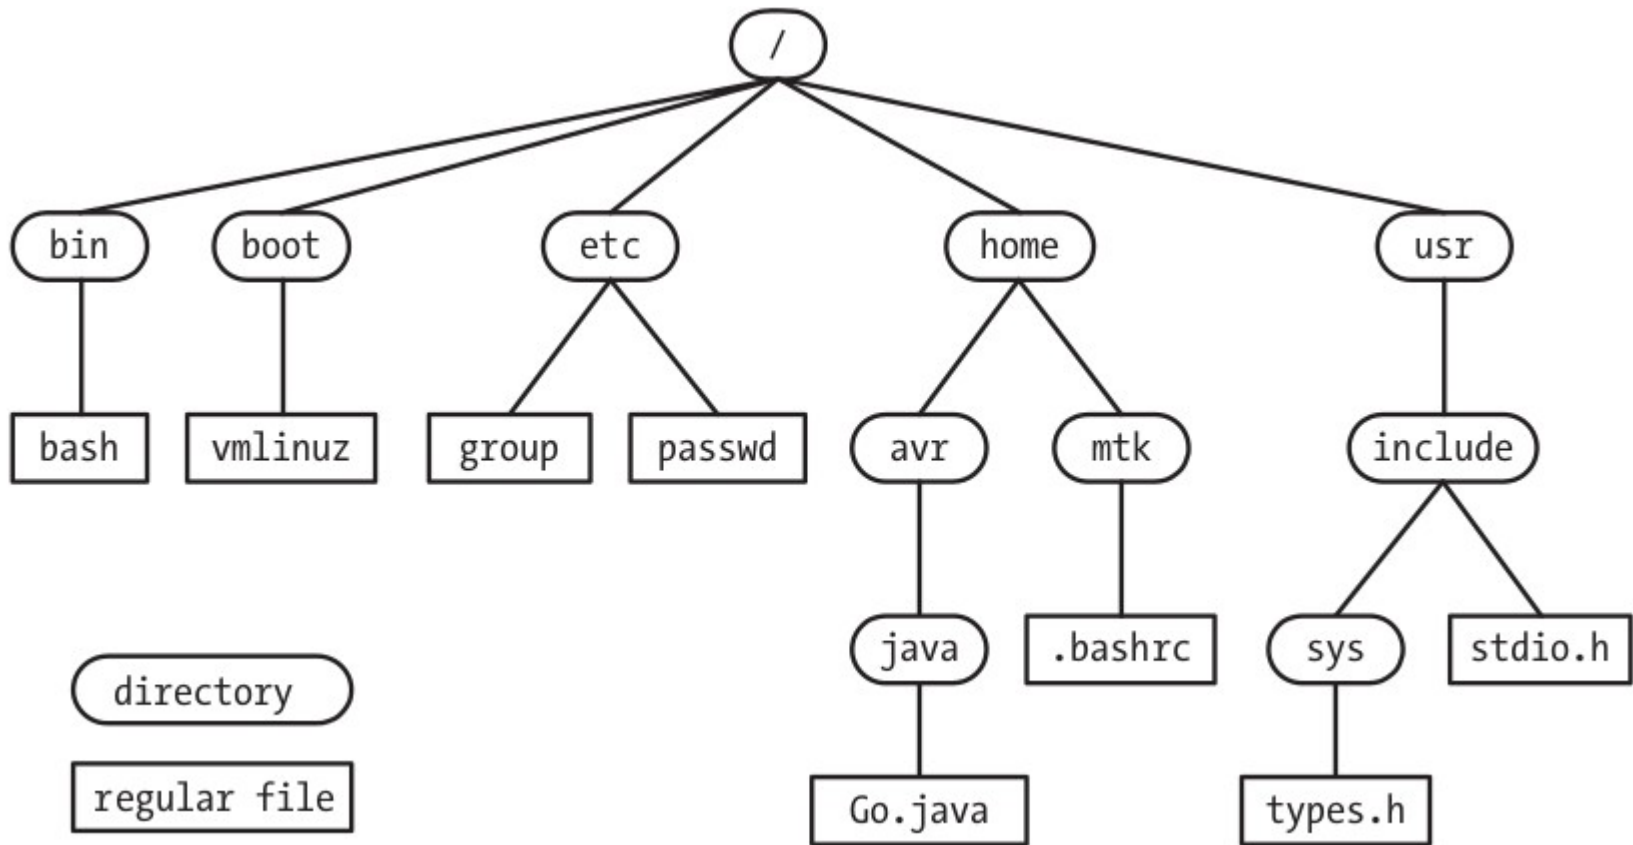 /
bin boot etc home usr
bash vmlinuz group passwd avr mtk include
java .bashrc sys stdio.h
directory
regular file Go.java types.h